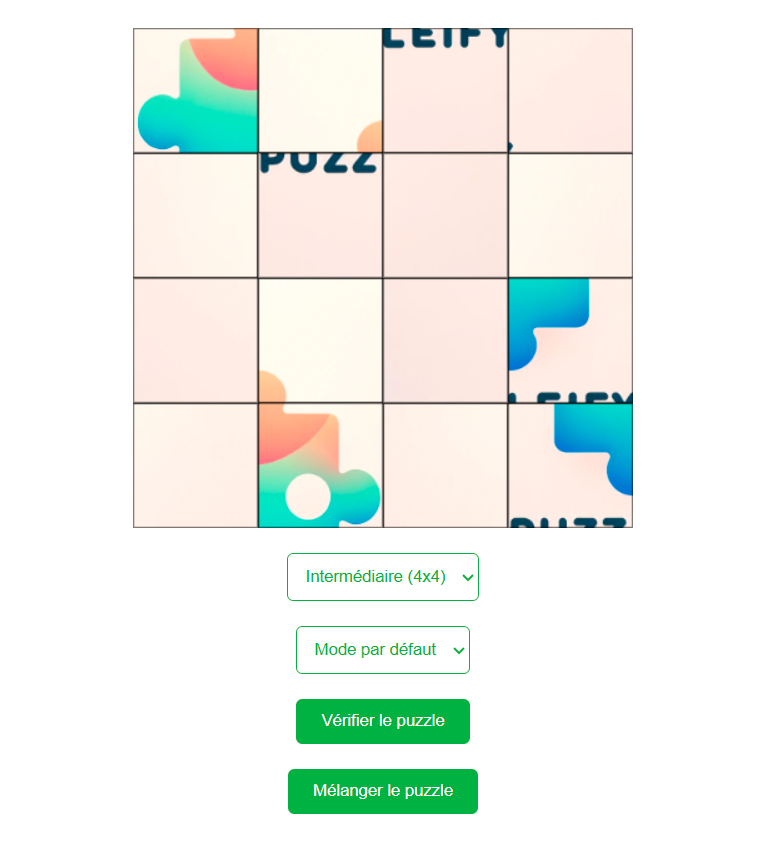 LEIFY
PUZZ
LEIFY
PUZZ
Intermédiaire (4x4)
Mode par défaut
Vérifier le puzzle
Mélanger le puzzle